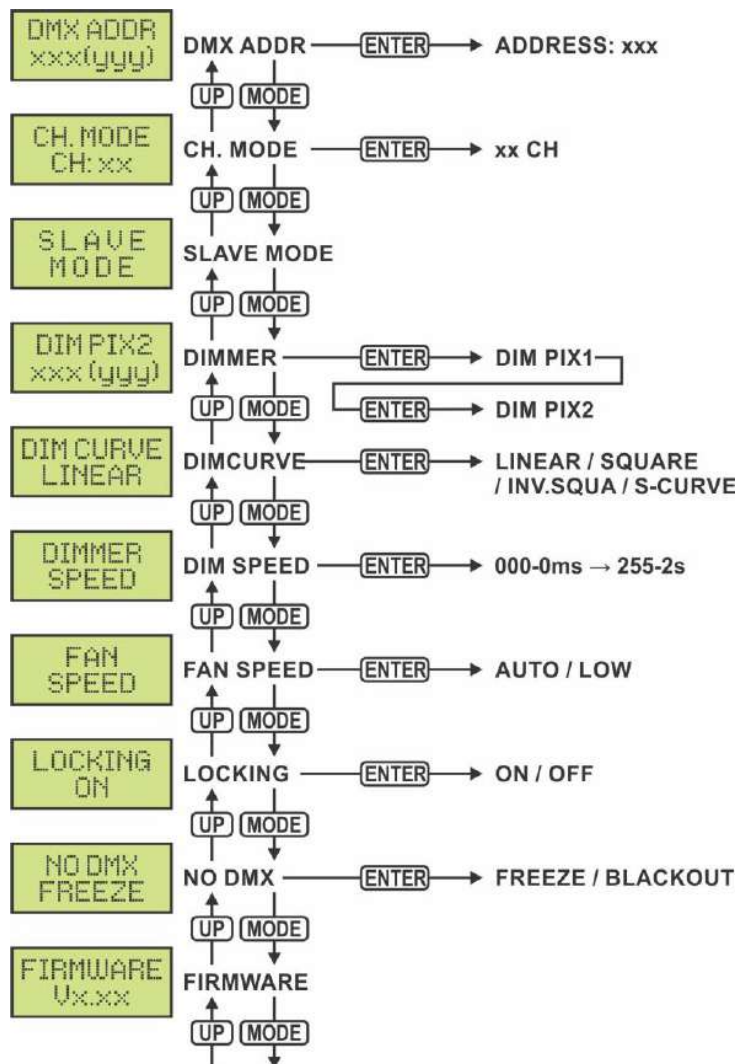 DMX ADDR
xxx(yyy)
DMX ADDR
ENTER
ADDRESS: xxx
UP MODE
CH. MODE
CH: xx
CH. MODE
ENTER
xx CH
UP MODE
SLAVE
MODE
SLAVE MODE
UP MODE
DIM PIX2
xxx(yyy)
DIMMER
ENTER
DIM PIX1
ENTER
DIM PIX2
UP MODE
DIM CURVE
LINEAR
DIMCURVE
ENTER
LINEAR / SQUARE
/ INV.SQUA / S-CURVE
UP MODE
DIMMER
SPEED
DIM SPEED
ENTER
000-0ms → 255-2s
UP MODE
FAN
SPEED
FAN SPEED
ENTER
AUTO / LOW
UP MODE
LOCKING
ON
LOCKING
ENTER
ON / OFF
UP MODE
NO DMX
FREEZE
NO DMX
ENTER
FREEZE / BLACKOUT
UP MODE
FIRMWARE
Vx.xx
FIRMWARE
UP MODE